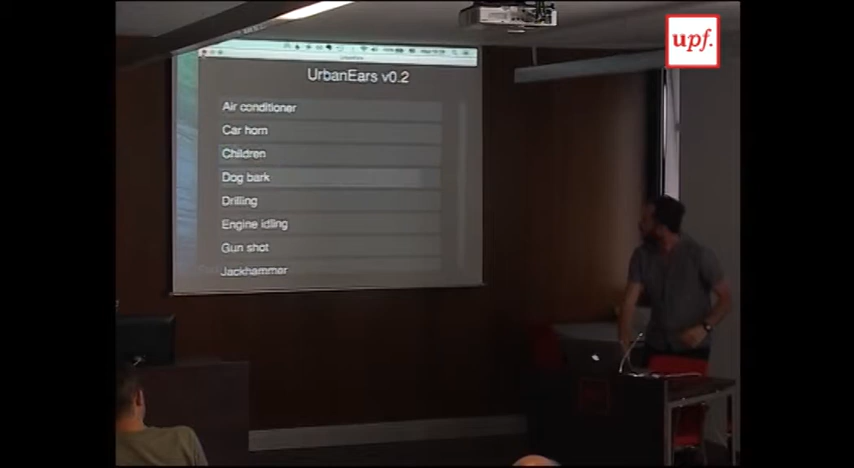 upf.
UrbanEars v0.2
Air conditioner
Car horn
Children
Dog bark
Drilling
Engine idling
Gun shot
Jackhammer